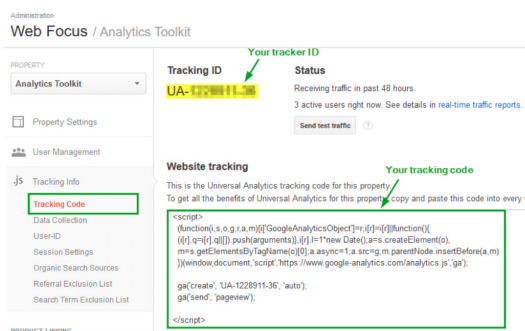 Administration
Web Focus / Analytics Toolkit
Your tracker ID
PROPERTY
Analytics Toolkit
Property Settings
User Management
.js Tracking Info
Tracking Code
Data Collection
User-ID
Session Settings
Organic Search Sources
Referral Exclusion List
Search Term Exclusion List
PRODUCT LINKING
Tracking ID
UA-
Status
Receiving traffic in past 48 hours.
3 active users right now. See details in real-time traffic reports.
Send test traffic
?
Website tracking
Your tracking code
This is the Universal Analytics tracking code for this property.
To get all the benefits of Universal Analytics for this property, copy and paste this code into every
<script>
(function(i,s,o,g,r,a,m){i['GoogleAnalyticsObject']=r;i[r]=i[r]||function(){
(i[r].q=i[r].q||[]).push(arguments)},i[r].l=1*new Date();a=s.createElement(o),
m=s.getElementsByTagName(o)[0];a.async=1;a.src=g;m.parentNode.insertBefore(a,m)
})(window,document,'script','https://www.google-analytics.com/analytics.js','ga');
ga('create', 'UA-1228911-36', 'auto');
ga('send', 'pageview');
</script>